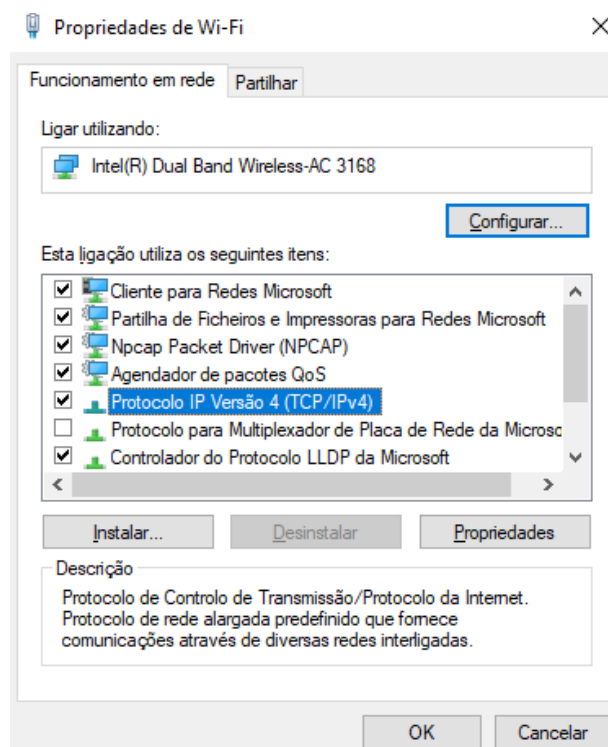 Propriedades de Wi-Fi
Funcionamento em rede
Partilhar
Ligar utilizando:
Intel(R) Dual Band Wireless-AC 3168
Configurar...
Esta ligação utiliza os seguintes itens:
Cliente para Redes Microsoft
Partilha de Ficheiros e Impressoras para Redes Microsoft
Npcap Packet Driver (NPCAP)
Agendador de pacotes QoS
Protocolo IP Versão 4 (TCP/IPv4)
Protocolo para Multiplexador de Placa de Rede da Microso
Controlador do Protocolo LLDP da Microsoft
Instalar...
Desinstalar
Propriedades
Descrição
Protocolo de Controlo de Transmissão/Protocolo da Internet.
Protocolo de rede alargada predefinido que fornece
comunicações através de diversas redes interligadas.
OK
Cancelar